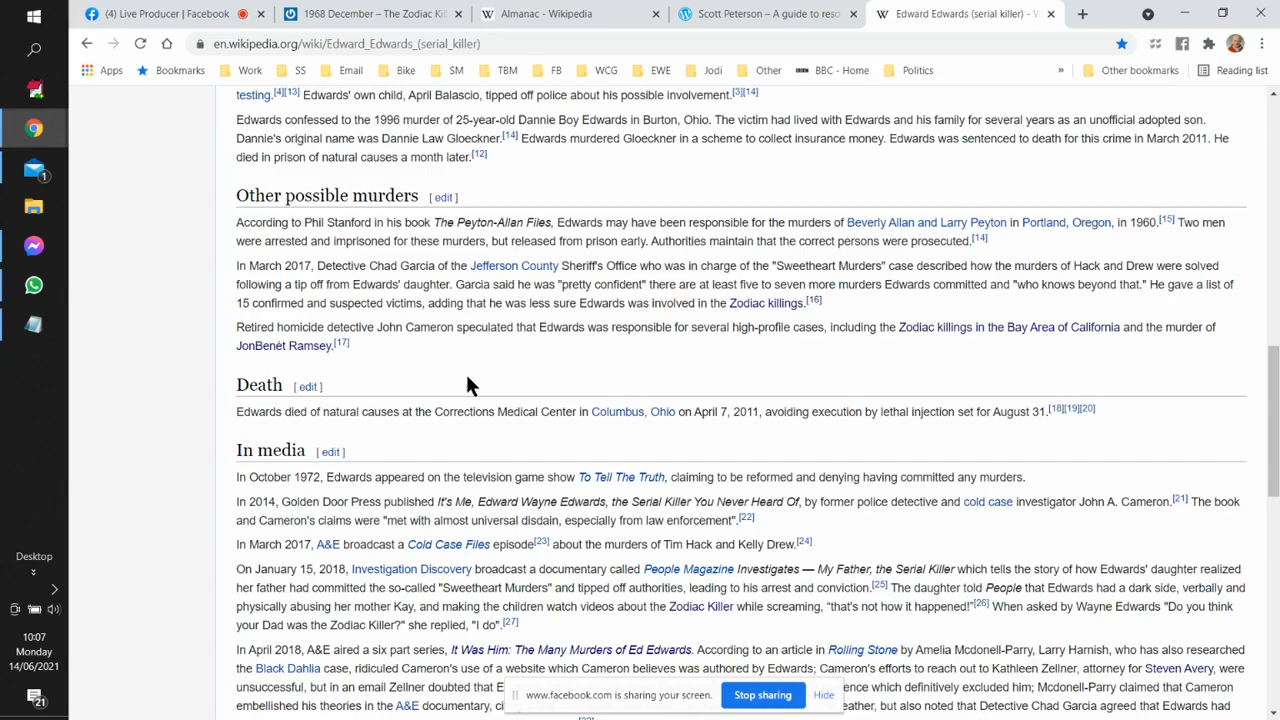 (4) Live Producer | Facebook
1968 December – The Zodiac Kil
Almanac - Wikipedia
Scott Peterson – A guide to reso
Edward Edwards (serial killer) - W
en.wikipedia.org/wiki/Edward_Edwards_(serial_killer)
Apps Bookmarks Work SS Email Bike SM TBM FB WCG EWE Jodi Other BBC - Home Politics » Other bookmarks Reading list
testing.[4][13] Edwards' own child, April Balascio, tipped off police about his possible involvement.[3][14]
Edwards confessed to the 1996 murder of 25-year-old Dannie Boy Edwards in Burton, Ohio. The victim had lived with Edwards and his family for several years as an unofficial adopted son.
Dannie's original name was Dannie Law Gloeckner.[14] Edwards murdered Gloeckner in a scheme to collect insurance money. Edwards was sentenced to death for this crime in March 2011. He
died in prison of natural causes a month later.[12]
Other possible murders [ edit ]
According to Phil Stanford in his book The Peyton-Allan Files, Edwards may have been responsible for the murders of Beverly Allan and Larry Peyton in Portland, Oregon, in 1960.[15] Two men
were arrested and imprisoned for these murders, but released from prison early. Authorities maintain that the correct persons were prosecuted.[14]
In March 2017, Detective Chad Garcia of the Jefferson County Sheriff's Office who was in charge of the "Sweetheart Murders" case described how the murders of Hack and Drew were solved
following a tip off from Edwards' daughter. Garcia said he was "pretty confident" there are at least five to seven more murders Edwards committed and "who knows beyond that." He gave a list of
15 confirmed and suspected victims, adding that he was less sure Edwards was involved in the Zodiac killings.[16]
Retired homicide detective John Cameron speculated that Edwards was responsible for several high-profile cases, including the Zodiac killings in the Bay Area of California and the murder of
JonBenét Ramsey.[17]
Death [ edit ]
Edwards died of natural causes at the Corrections Medical Center in Columbus, Ohio on April 7, 2011, avoiding execution by lethal injection set for August 31.[18][19][20]
In media [ edit ]
In October 1972, Edwards appeared on the television game show To Tell The Truth, claiming to be reformed and denying having committed any murders.
In 2014, Golden Door Press published It's Me, Edward Wayne Edwards, the Serial Killer You Never Heard Of, by former police detective and cold case investigator John A. Cameron.[21] The book
and Cameron's claims were "met with almost universal disdain, especially from law enforcement".[22]
In March 2017, A&E broadcast a Cold Case Files episode[23] about the murders of Tim Hack and Kelly Drew.[24]
On January 15, 2018, Investigation Discovery broadcast a documentary called People Magazine Investigates — My Father, the Serial Killer which tells the story of how Edwards' daughter realized
her father had committed the so-called "Sweetheart Murders" and tipped off authorities, leading to his arrest and conviction.[25] The daughter told People that Edwards had a dark side, verbally and
physically abusing her mother Kay, and making the children watch videos about the Zodiac Killer while screaming, "that's not how it happened!"[26] When asked by Wayne Edwards "Do you think
your Dad was the Zodiac Killer?" she replied, "I do".[27]
In April 2018, A&E aired a six part series, It Was Him: The Many Murders of Ed Edwards. According to an article in Rolling Stone by Amelia Mcdonell-Parry, Larry Harnish, who has also researched
the Black Dahlia case, ridiculed Cameron's use of a website which Cameron believes was authored by Edwards; Cameron's efforts to reach out to Kathleen Zellner, attorney for Steven Avery, were
unsuccessful, but in an email Zellner doubted that E ence which definitively excluded him; Mcdonell-Parry claimed that Cameron
embellished his theories in the A&E documentary, ci eather, but also noted that Detective Chad Garcia agreed that Edwards had
www.facebook.com is sharing your screen. Stop sharing Hide
1
Desktop
10:07
Monday
14/06/2021
21